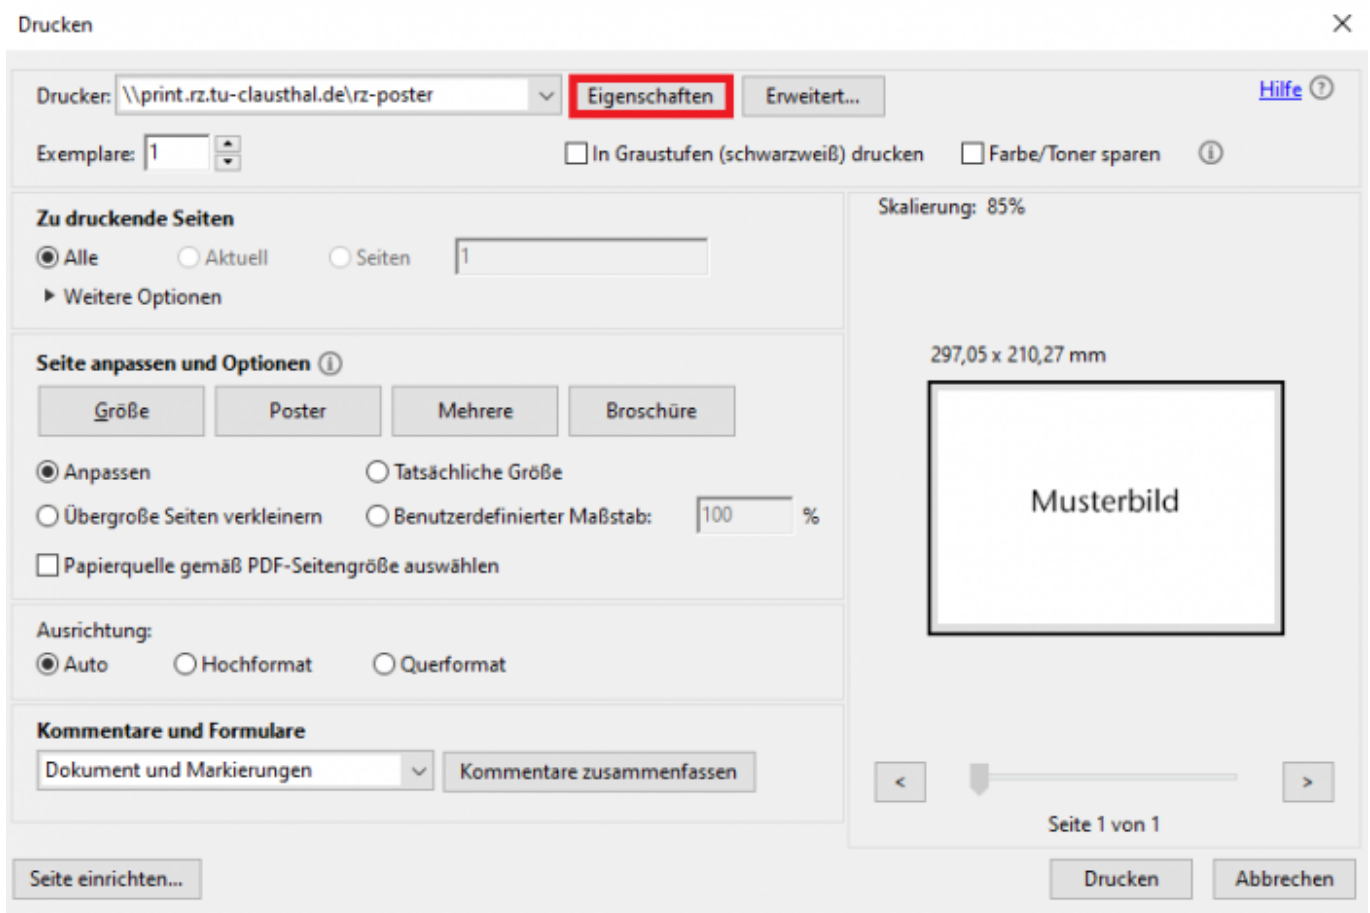 Drucken
Drucker: \\print.rz.tu-clausthal.de\rz-poster Eigenschaften Erweitert... Hilfe
Exemplare: 1 In Graustufen (schwarzweiß) drucken Farbe/Toner sparen
Zu druckende Seiten
Alle Aktuell Seiten 1
Weitere Optionen
Seite anpassen und Optionen
Größe Poster Mehrere Broschüre
Anpassen Tatsächliche Größe
Übergroße Seiten verkleinern Benutzerdefinierter Maßstab: 100 %
Papierquelle gemäß PDF-Seitengröße auswählen
Ausrichtung:
Auto Hochformat Querformat
Kommentare und Formulare
Dokument und Markierungen Kommentare zusammenfassen
Skalierung: 85%
297,05 x 210,27 mm
Musterbild
< >
Seite 1 von 1
Seite einrichten... Drucken Abbrechen